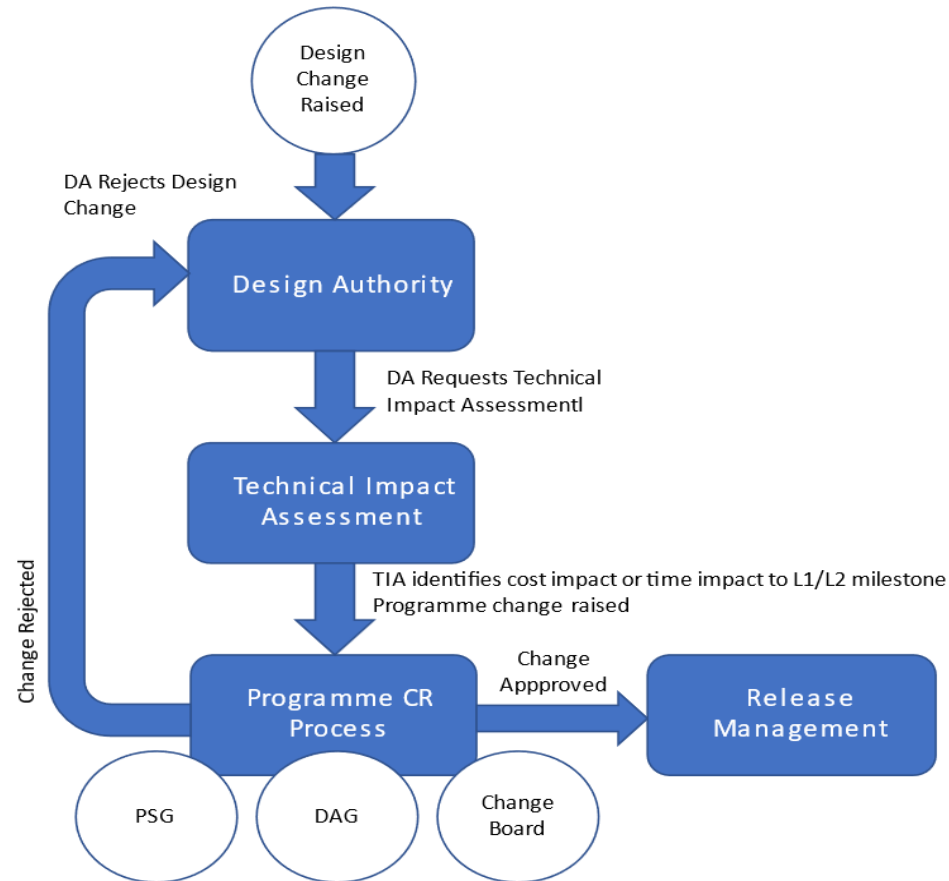 Design
Change
Raised
DA Rejects Design
Change
Design Authority
DA Requests Technical
Impact Assessmentl
Technical Impact
Assessment
TIA identifies cost impact or time impact to L1/L2 milestone
Programme change raised
Change Rejected
Programme CR
Process
Change
Appproved
Release
Management
PSG
DAG
Change
Board